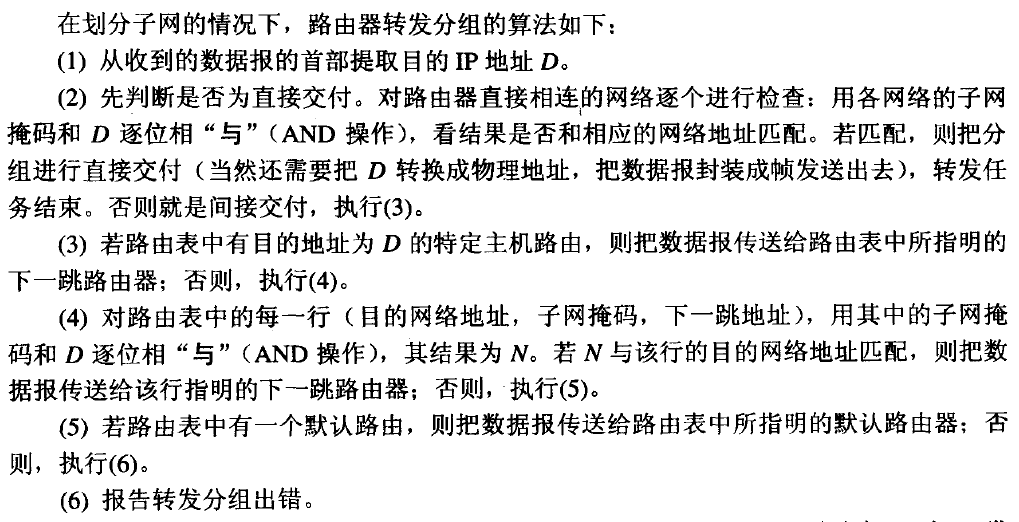 在划分子网的情况下，路由器转发分组的算法如下：
(1) 从收到的数据报的首部提取目的 IP 地址 D。
(2) 先判断是否为直接交付。对路由器直接相连的网络逐个进行检查：用各网络的子网
掩码和 D 逐位相“与”（AND 操作），看结果是否和相应的网络地址匹配。若匹配，则把分
组进行直接交付（当然还需要把 D 转换成物理地址，把数据报封装成帧发送出去），转发任
务结束。否则就是间接交付，执行(3)。
(3) 若路由表中有目的地址为 D 的特定主机路由，则把数据报传送给路由表中所指明的
下一跳路由器；否则，执行(4)。
(4) 对路由表中的每一行（目的网络地址，子网掩码，下一跳地址），用其中的子网掩
码和 D 逐位相“与”（AND 操作），其结果为 N。若 N 与该行的目的网络地址匹配，则把数
据报传送给该行指明的下一跳路由器；否则，执行(5)。
(5) 若路由表中有一个默认路由，则把数据报传送给路由表中所指明的默认路由器；否
则，执行(6)。
(6) 报告转发分组出错。